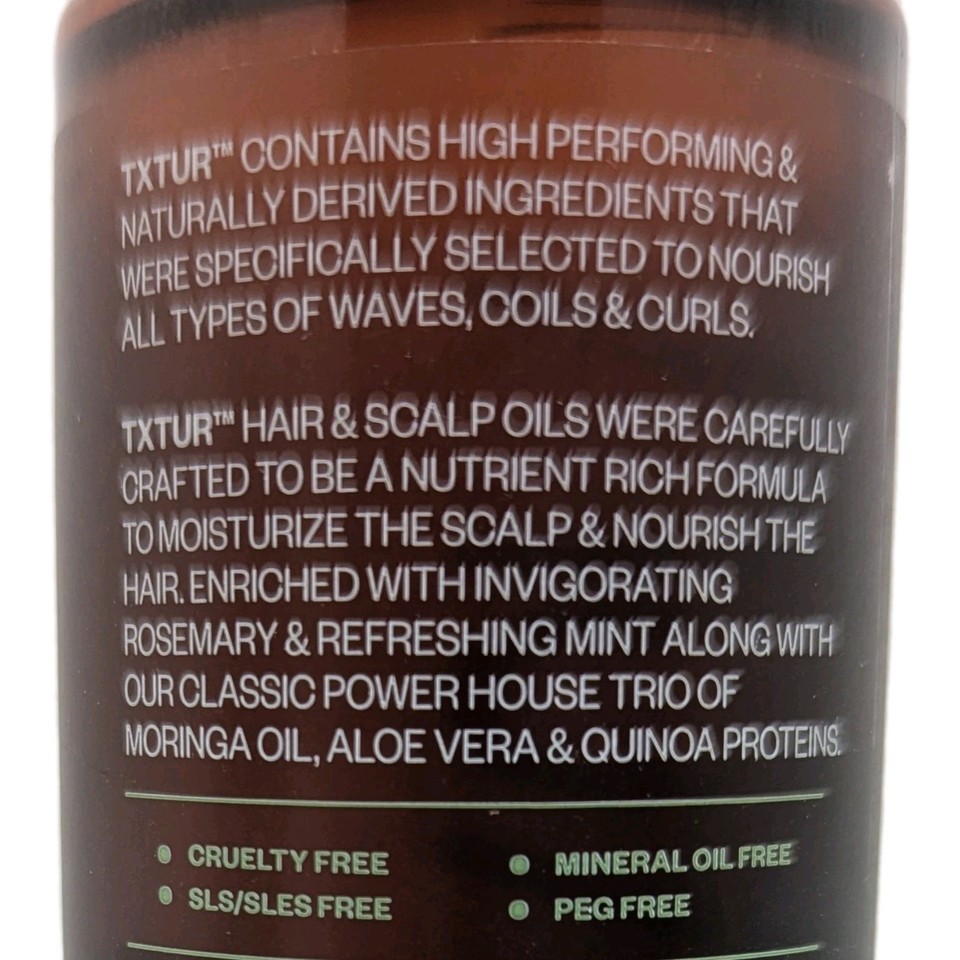 TXTUR™ CONTAINS HIGH PERFORMING &
NATURALLY DERIVED INGREDIENTS THAT
WERE SPECIFICALLY SELECTED TO NOURISH
ALL TYPES OF WAVES, COILS & CURLS.
TXTUR™ HAIR & SCALP OILS WERE CAREFULLY
CRAFTED TO BE A NUTRIENT RICH FORMULA
TO MOISTURIZE THE SCALP & NOURISH THE
HAIR. ENRICHED WITH INVIGORATING
ROSEMARY & REFRESHING MINT ALONG WITH
OUR CLASSIC POWER HOUSE TRIO OF
MORINGA OIL, ALOE VERA & QUINOA PROTEINS.
• CRUELTY FREE
• SLS/SLES FREE
• MINERAL OIL FREE
• PEG FREE